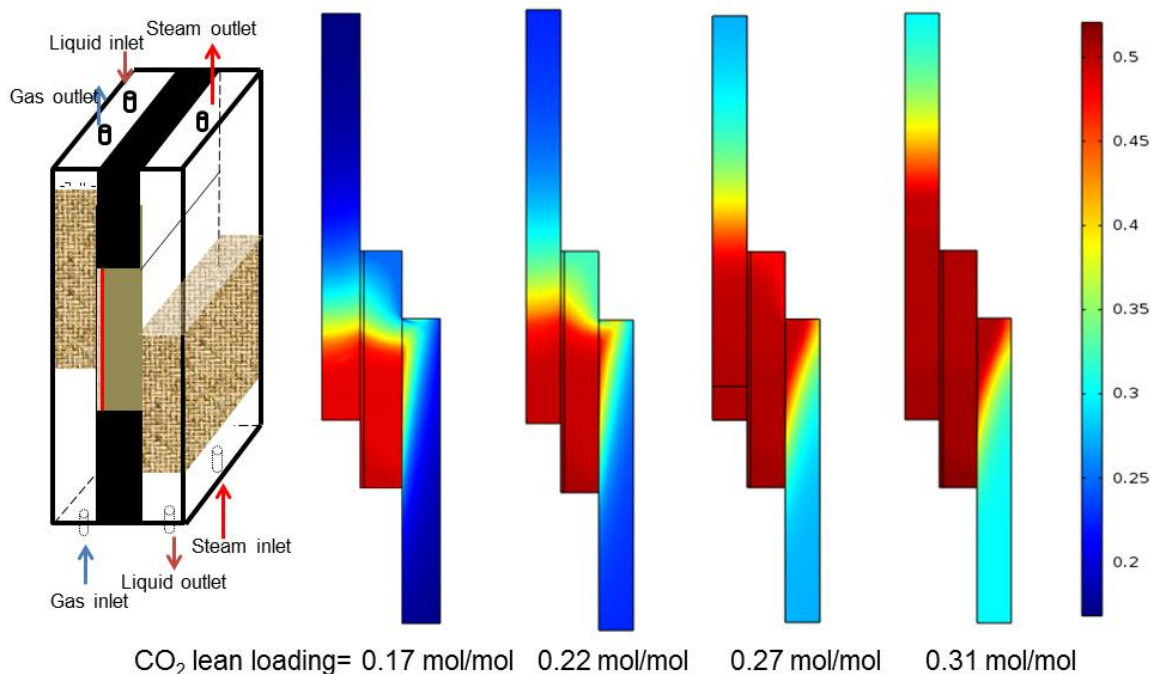 Steam outlet
Liquid inlet
Gas outlet
Steam inlet
Liquid outlet
Gas inlet
0.5
0.45
0.4
0.35
0.3
0.25
0.2
CO₂ lean loading= 0.17 mol/mol 0.22 mol/mol 0.27 mol/mol 0.31 mol/mol